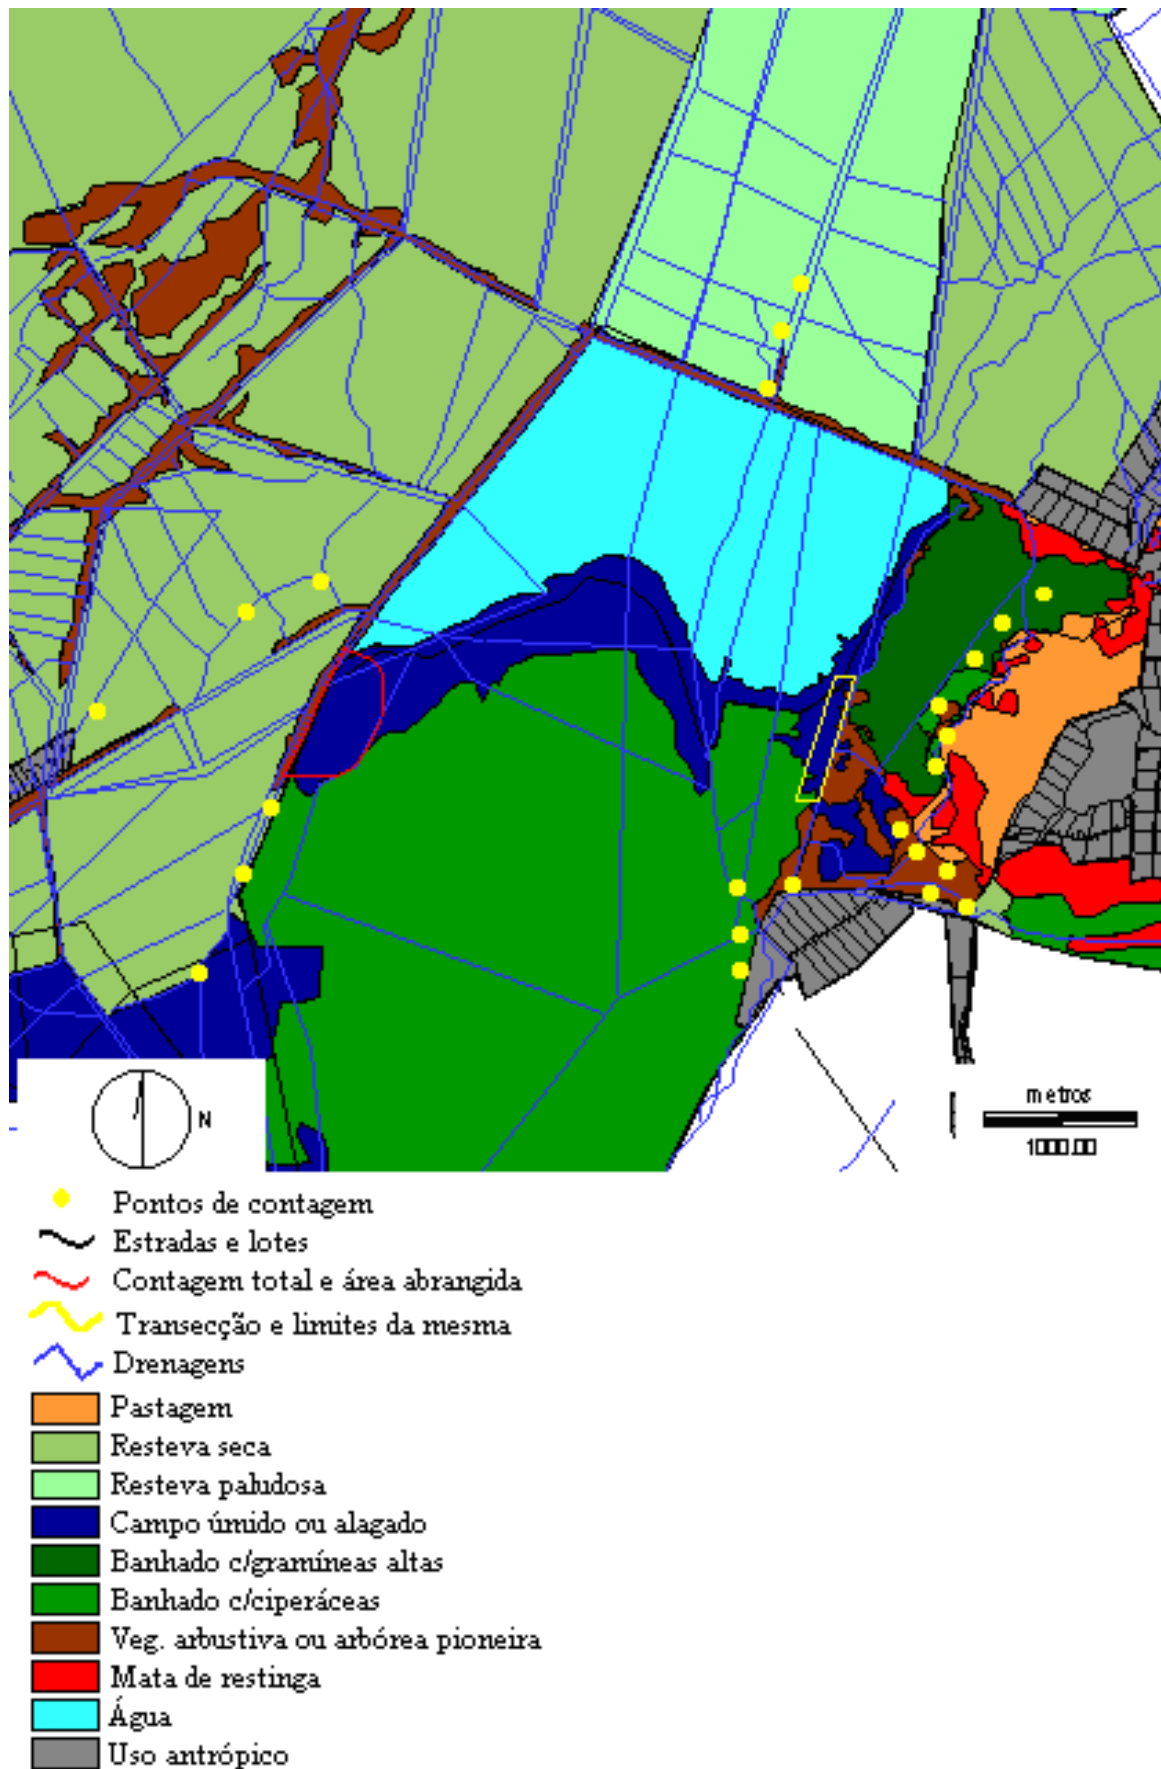 N
metros
1000.00
Pontos de contagem
Estradas e lotes
Contagem total e área abrangida
Transecção e limites da mesma
Drenagens
Pastagem
Resteva seca
Resteva paludosa
Campo úmido ou alagado
Banhado c/gramíneas altas
Banhado c/ciperáceas
Veg. arbustiva ou arbórea pioneira
Mata de restinga
Água
Uso antrópico